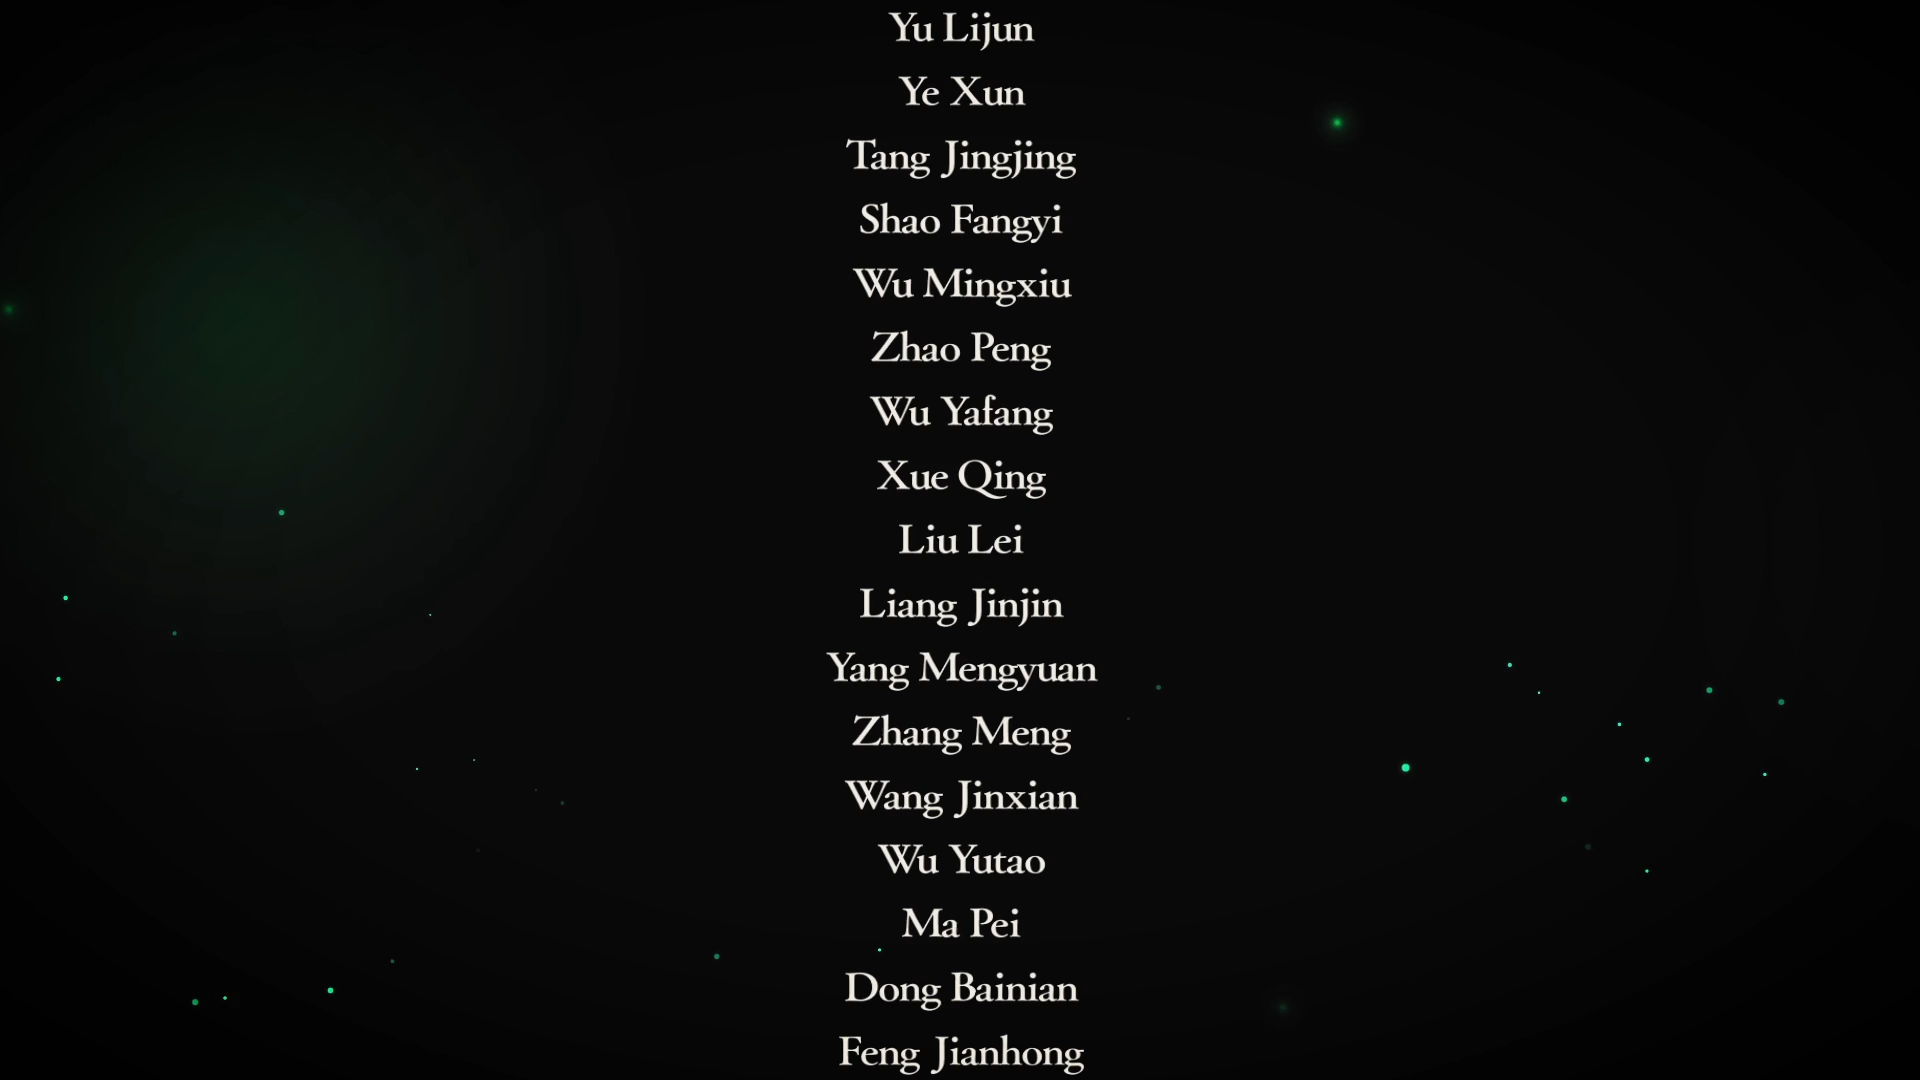 Yu Lijun
Ye Xun
Tang Jingjing
Shao Fangyi
Wu Mingxiu
Zhao Peng
Wu Yafang
Xue Qing
Liu Lei
Liang Jinjin
Yang Mengyuan
Zhang Meng
Wang Jinxian
Wu Yutao
Ma Pei
Dong Bainian
Feng Jianhong